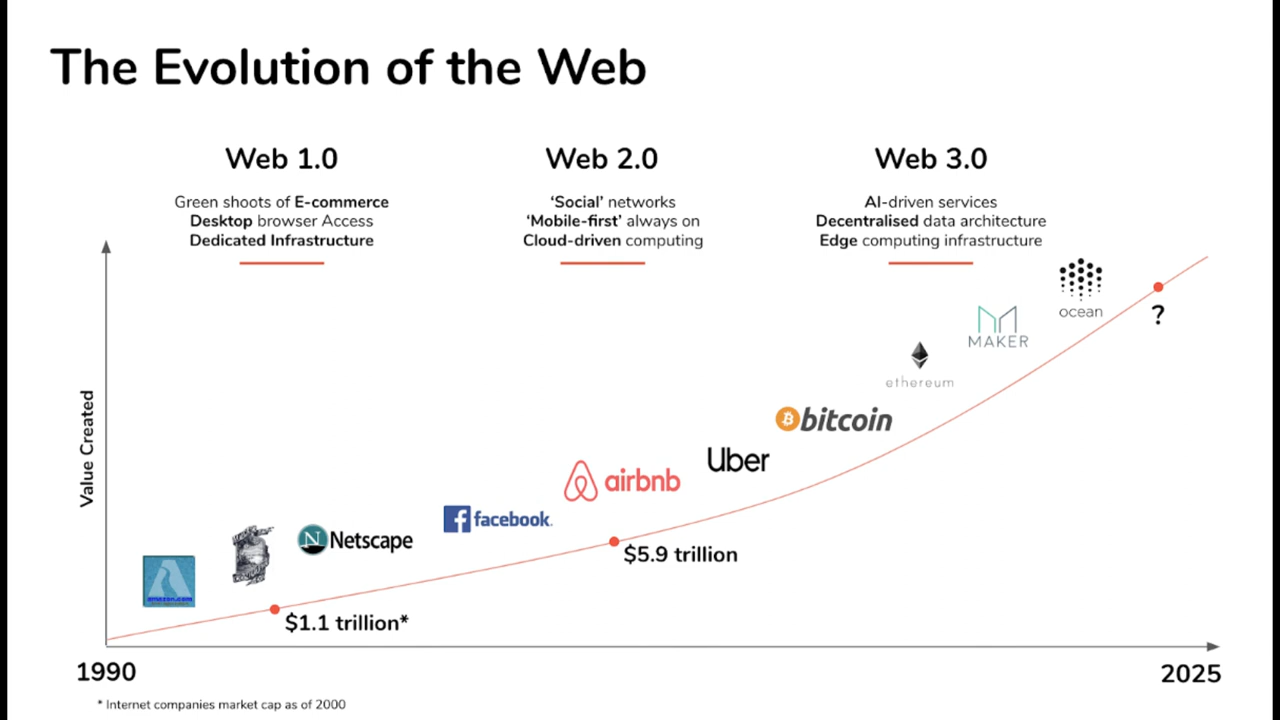 The Evolution of the Web
Web 1.0
Green shoots of E-commerce
Desktop browser Access
Dedicated Infrastructure
Web 2.0
‘Social’ networks
‘Mobile-first’ always on
Cloud-driven computing
Web 3.0
AI-driven services
Decentralised data architecture
Edge computing infrastructure
Value Created
amazon.com
Netscape
facebook.
airbnb
Uber
bitcoin
ethereum
MAKER
ocean
$1.1 trillion*
$5.9 trillion
?
1990
2025
* Internet companies market cap as of 2000